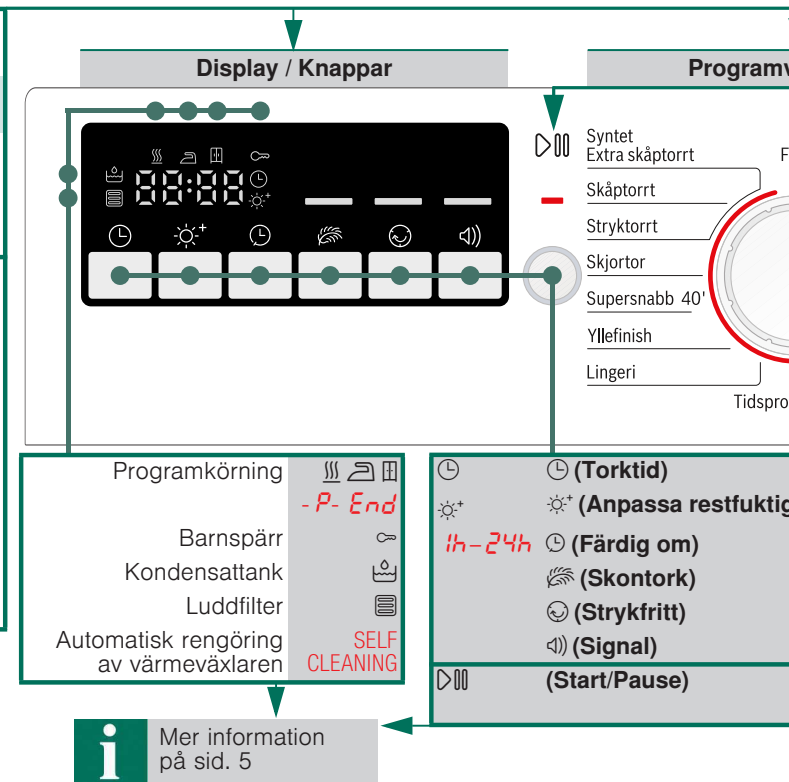 Display / Knappar
Programv
88:88
Syntet
Extra skåptorrt
F
Skåptorrt
Stryktorrt
Skjortor
Supersnabb 40'
Yllefinish
Lingeri
Tidspro
Programkörning
-P- End
Barnspärr
Kondensattank
Luddfilter
Automatisk rengöring SELF
av värmeväxlaren CLEANING
(Torktid)
(Anpassa restfuktig
1h-24h (Färdig om)
(Skontork)
(Strykfritt)
(Signal)
(Start/Pause)
i Mer information
på sid. 5